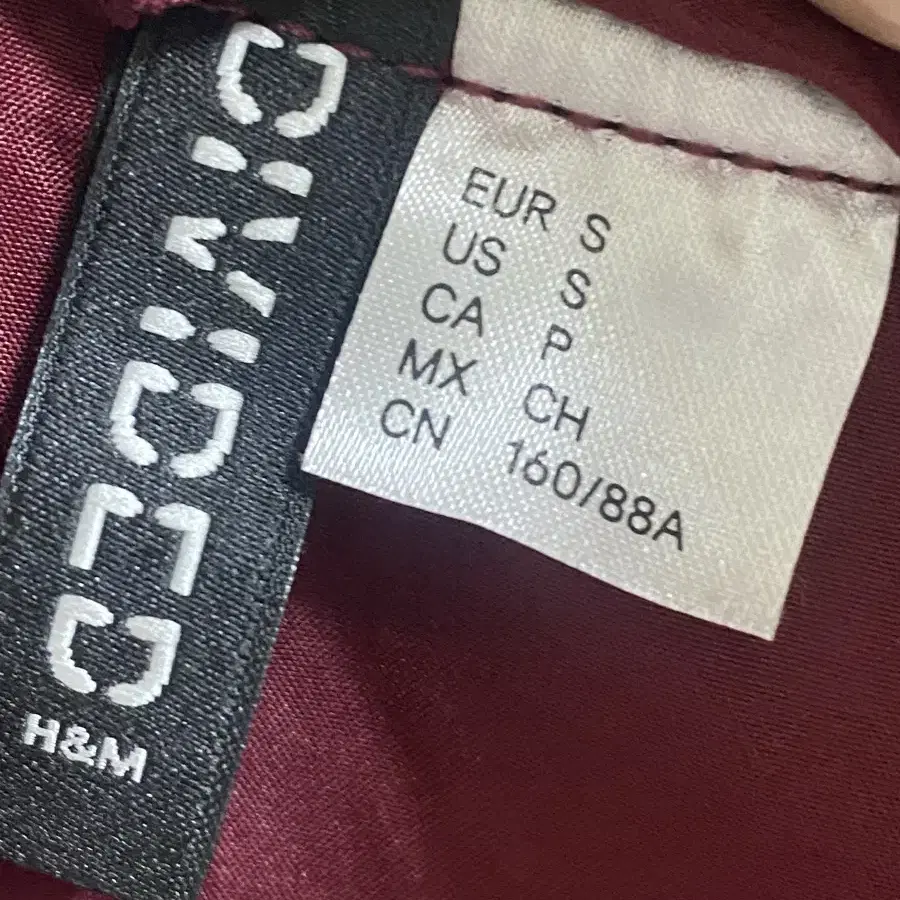 DIVIDED
H&M
EUR S
US S
CA P
MX CH
CN 160/88A